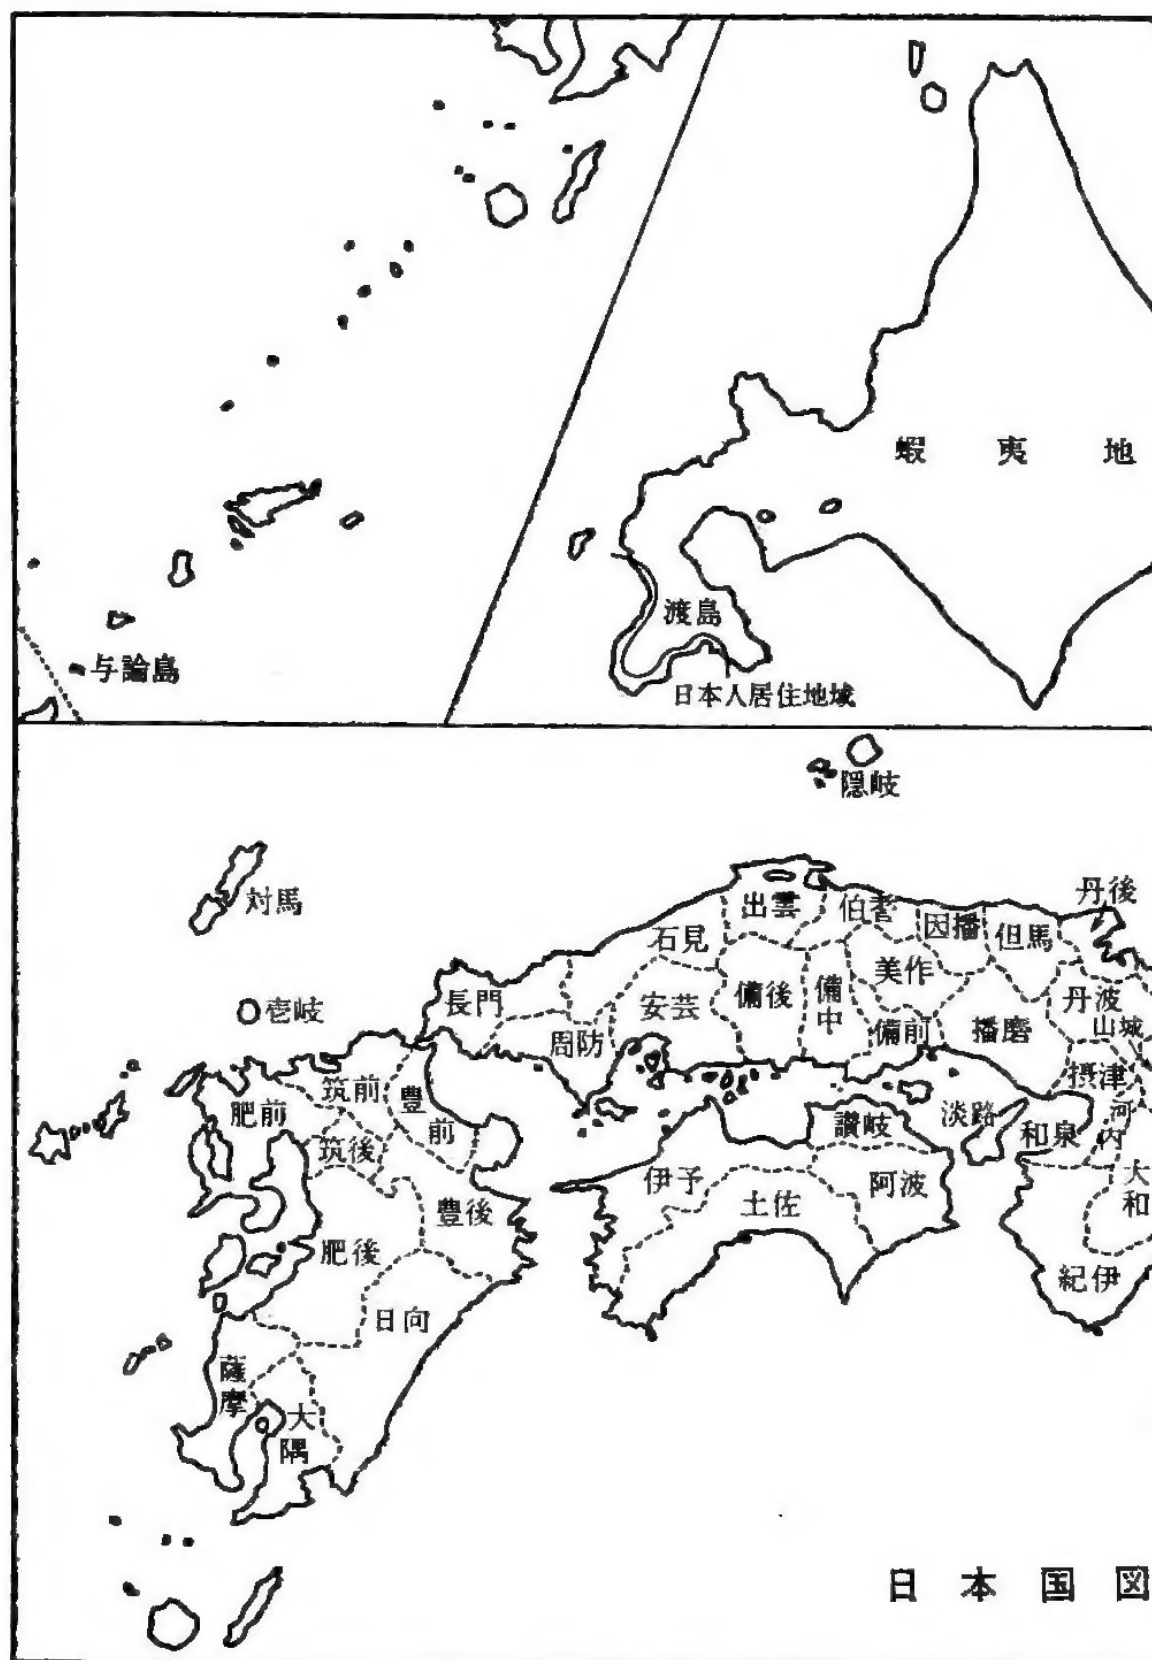 蝦夷地
渡島
日本人居住地域
与論島
隠岐
対馬
壱岐
出雲
伯耆
因幡
但馬
丹後
石見
美作
長門
安芸
備後
備中
備前
播磨
丹波
山城
周防
摂津
筑前
豊前
肥前
筑後
讃岐
淡路
和泉
河内
大和
伊予
土佐
阿波
豊後
肥後
紀伊
日向
薩摩
大隅
日本国図